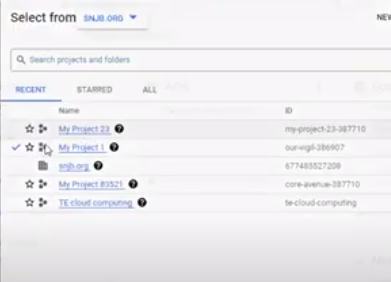 Select from SNJB.ORG NEW
Search projects and folders
RECENT STARRED ALL
Name ID
My Project 23 my-project-23-387710
My Project 1 our-vigil-386907
snjb.org 677485527208
My Project 83521 core-avenue-387710
TE cloud computing te-cloud-computing